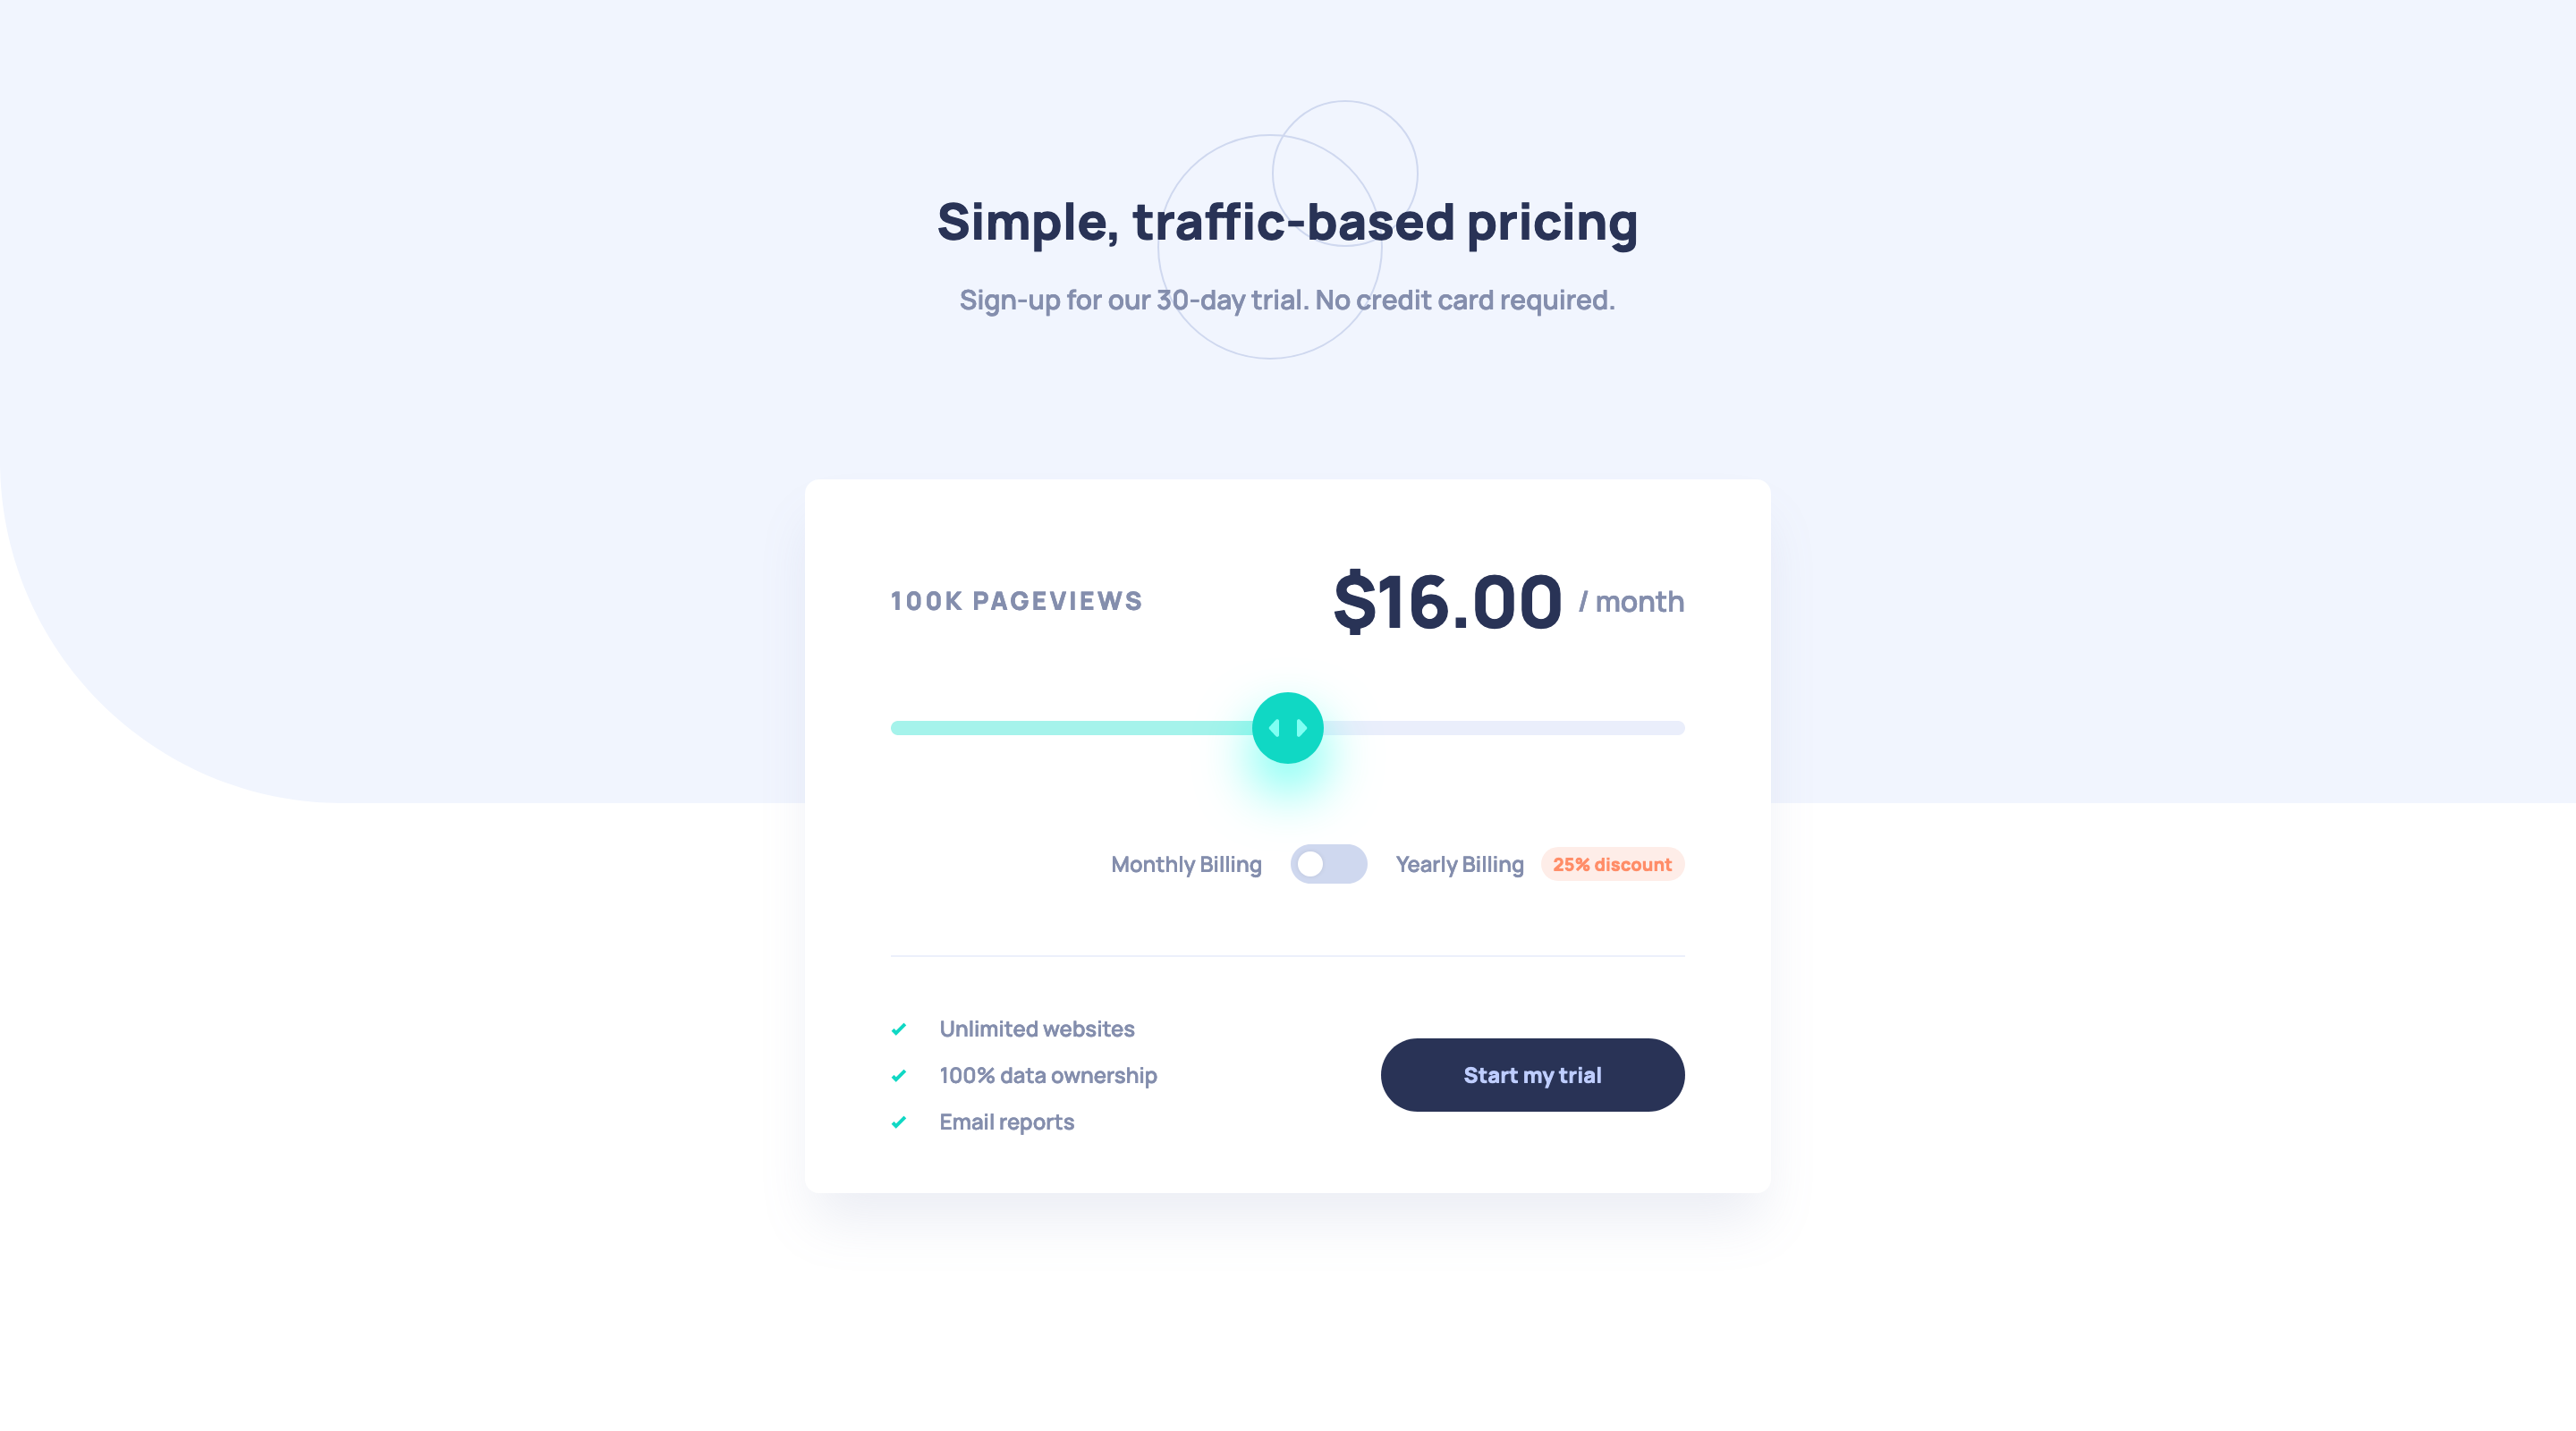 Simple, traffic-based pricing
Sign-up for our 30-day trial. No credit card required.
100K PAGEVIEWS
$16.00 / month
Monthly Billing
Yearly Billing
25% discount
Unlimited websites
100% data ownership
Email reports
Start my trial